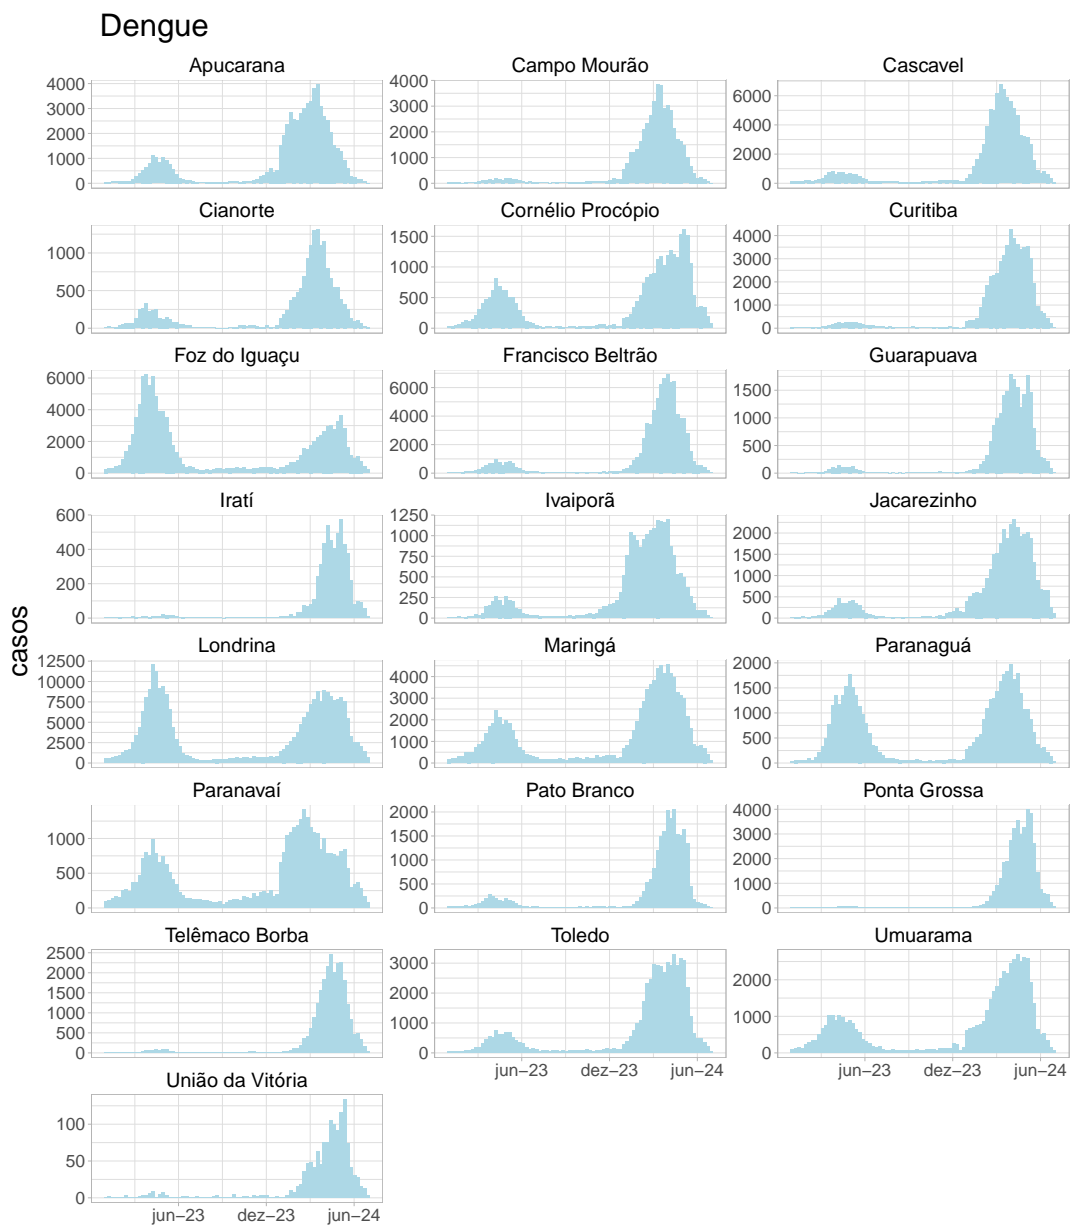 Dengue
Apucarana Campo Mourão Cascavel
4000 3000 2000 1000 0
4000 3000 2000 1000 0
6000 4000 2000 0
Cianorte Cornélio Procópio Curitiba
1000 500 0
1500 1000 500 0
4000 3000 2000 1000 0
Foz do Iguaçu Francisco Beltrão Guarapuava
6000 4000 2000 0
6000 4000 2000 0
1500 1000 500 0
Iratí Ivaiporã Jacarezinho
600 400 200 0
1250 1000 750 500 250 0
2000 1500 1000 500 0
casos
Londrina Maringá Paranaguá
12500 10000 7500 5000 2500 0
4000 3000 2000 1000 0
2000 1500 1000 500 0
Paranavaí Pato Branco Ponta Grossa
1000 500 0
2000 1500 1000 500 0
4000 3000 2000 1000 0
Telêmaco Borba Toledo Umuarama
2500 2000 1500 1000 500 0
3000 2000 1000 0
2000 1000 0
jun−23 dez−23 jun−24 jun−23 dez−23 jun−24
União da Vitória
100 50 0
jun−23 dez−23 jun−24